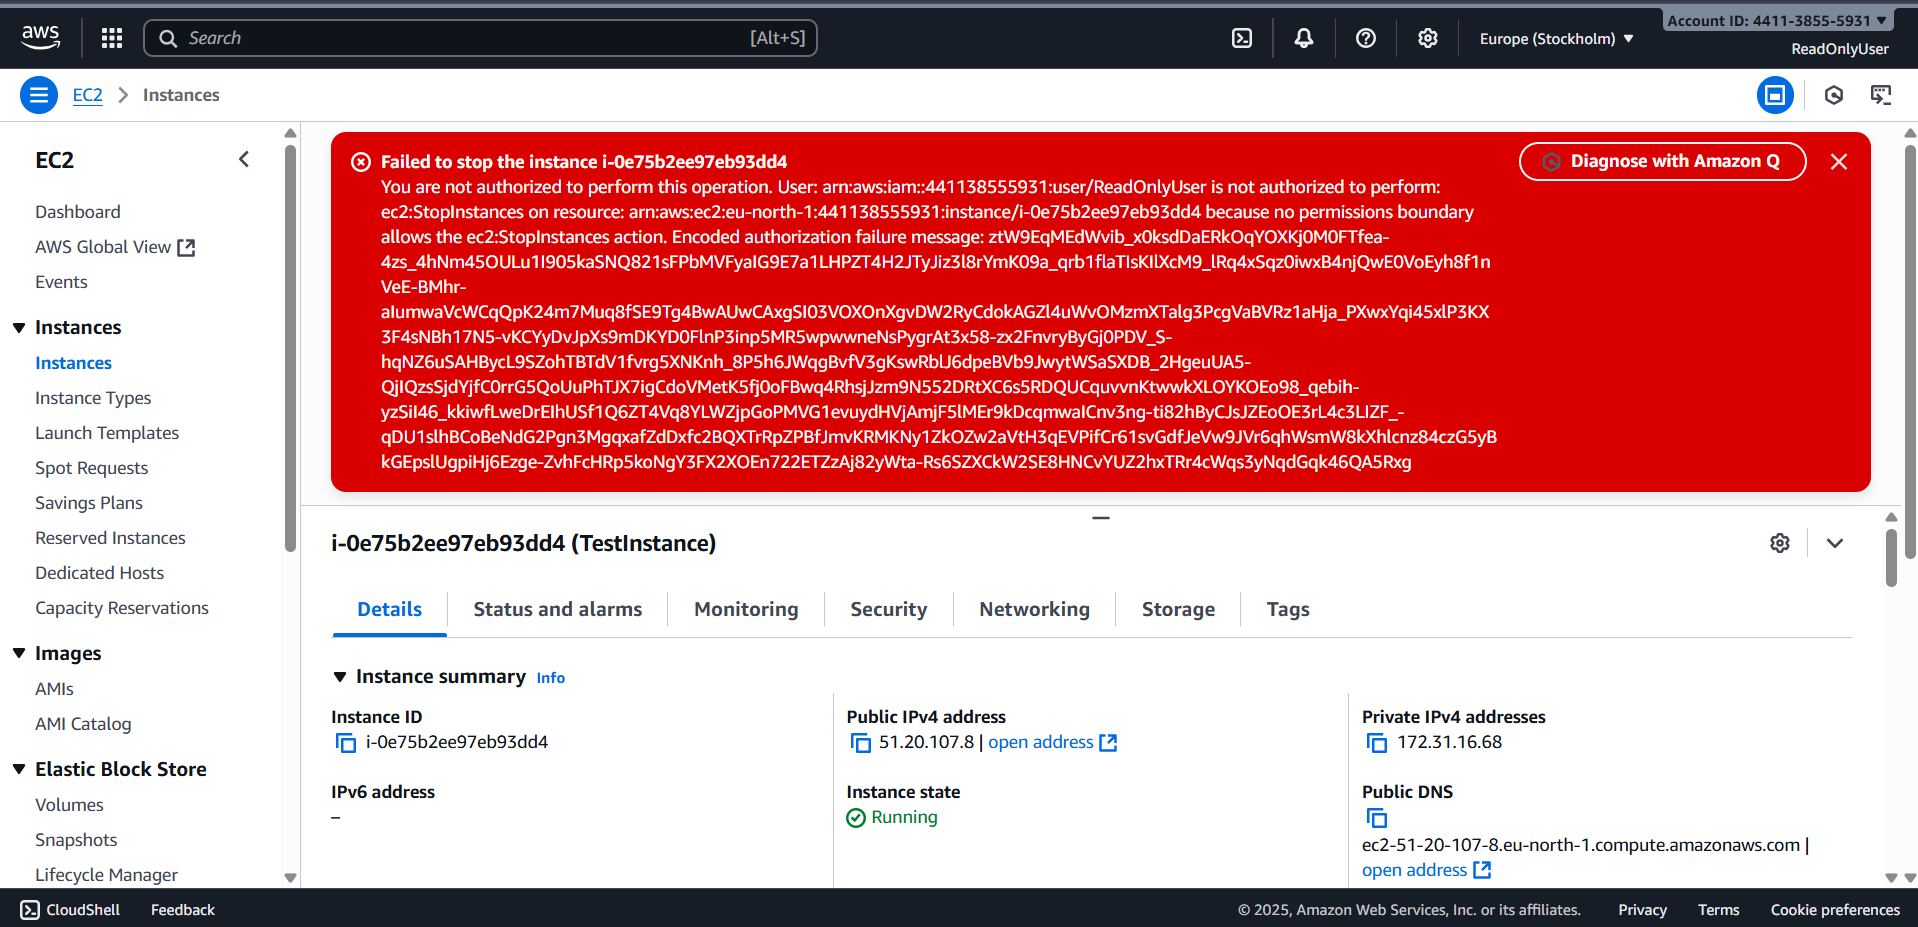 aws
Search
[Alt+S]
Europe (Stockholm)
Account ID: 4411-3855-5931
ReadOnlyUser
EC2
Instances
EC2
Dashboard
AWS Global View
Events
Instances
Instances
Instance Types
Launch Templates
Spot Requests
Savings Plans
Reserved Instances
Dedicated Hosts
Capacity Reservations
Images
AMIs
AMI Catalog
Elastic Block Store
Volumes
Snapshots
Lifecycle Manager
Failed to stop the instance i-0e75b2ee97eb93dd4
Diagnose with Amazon Q
You are not authorized to perform this operation. User: arn:aws:iam::441138555931:user/ReadOnlyUser is not authorized to perform:
ec2:StopInstances on resource: arn:aws:ec2:eu-north-1:441138555931:instance/i-0e75b2ee97eb93dd4 because no permissions boundary
allows the ec2:StopInstances action. Encoded authorization failure message: ztW9EqMEdWvib_x0ksdDaERkOqYOXKj0M0FTfea-
4zs_4hNm45OULu1I905kaSNQ821sFPbMVFyaIG9E7a1LHPZT4H2JTyJiz3l8rYmK09a_qrb1flaTIsKIlXcM9_lRq4xSqz0iwxB4njQwE0VoEyh8f1n
VeE-BMhr-
aIumwaVcWCqQpK24m7Muq8fSE9Tg4BwAUwCAxgSI03VOXOnXgvDW2RyCdokAGZl4uWvOMzmXTalg3PcgVaBVRz1aHja_PXwxYqi45xlP3KX
3F4sNBh17N5-vKCYyDvJpXs9mDKYD0FlnP3inp5MR5wpwwneNsPygrAt3x58-zx2FnvryByGj0PDV_S-
hqNZ6uSAHBycL9SZohTBTdV1fvrg5XNKnh_8P5h6JWqgBvfV3gKswRblJ6dpeBVb9JwytWSaSXDB_2HgeuUA5-
QjIQzsSjdYjfC0rrG5QoUuPhTJX7igCdoVMetK5fj0oFBwq4RhsjJzm9N552DRtXC6s5RDQUCquvvnKtwwkXLOYKOEo98_qebih-
yzSiI46_kkiwfLweDrEIhUSf1Q6ZT4Vq8YLWZjpGoPMVG1evuydHVjAmjF5lMEr9kDcqmwaICnv3ng-ti82hByCJsJZEoOE3rL4c3LIZF_-
qDU1slhBCoBeNdG2Pgn3MgqxafZdDxfc2BQXTrRpZPBfJmvKRMKNy1ZkOZw2aVtH3qEVPifCr61svGdfJeVw9JVr6qhWsmW8kXhlcnz84czG5yB
kGEpslUgpiHj6Ezge-ZvhFcHRp5koNgY3FX2XOEn722ETZzAj82yWta-Rs6SZXCkW2SE8HNCvYUZ2hxTRr4cWqs3yNqdGqk46QA5Rxg
i-0e75b2ee97eb93dd4 (TestInstance)
Details
Status and alarms
Monitoring
Security
Networking
Storage
Tags
Instance summary Info
Instance ID
i-0e75b2ee97eb93dd4
Public IPv4 address
51.20.107.8 | open address
Private IPv4 addresses
172.31.16.68
IPv6 address
–
Instance state
Running
Public DNS
ec2-51-20-107-8.eu-north-1.compute.amazonaws.com |
open address
CloudShell
Feedback
© 2025, Amazon Web Services, Inc. or its affiliates.
Privacy
Terms
Cookie preferences